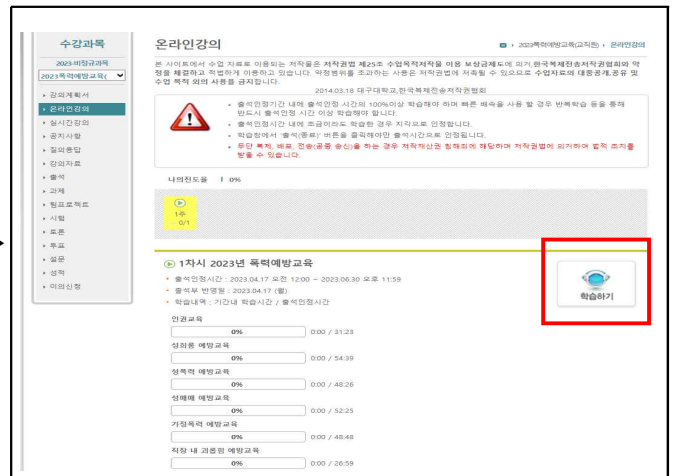 수강과목
2023-비정규과목
2023폭력예방교육(
강의계획서
온라인강의
실시간강의
공지사항
질의응답
강의자료
출석
과제
팀프로젝트
시험
토론
투표
설문
성적
이의신청
온라인강의
2023폭력예방교육(교직원) › 온라인강의
본 사이트에서 수업 자료로 이용되는 저작물은 저작권법 제25조 수업목적저작물 이용 보상금제도에 의거, 한국복제전송저작권협회와 약
정을 체결하고 적법하게 이용하고 있습니다. 약정범위를 초과하는 사용은 저작권법에 저촉될 수 있으므로 수업자료의 대중공개,공유 및
수업 목적 외의 사용을 금지합니다.
2014.03.18 대구대학교,한국복제전송저작권협회
출석인정기간 내에 출석인정 시간의 100%이상 학습해야 하며 빠른 배속을 사용 할 경우 반복학습 등을 통해
반드시 출석인정 시간 이상 학습해야 합니다.
출석인정기간 내에 조금이라도 학습한 경우 지각으로 인정합니다.
학습창에서 '출석(종료)' 버튼을 클릭해야만 출석시간으로 인정됩니다.
무단 복제, 배포, 전송(공중 송신)을 하는 경우 저작재산권 침해죄에 해당하며 저작권법에 의거하여 법적 조치를
받을 수 있습니다.
나의진도율 0%
1주
0/1
1차시 2023년 폭력예방교육
출석인정시간 : 2023.04.17 오전 12:00 ~ 2023.06.30 오후 11:59
출석부 반영일 : 2023.04.17 (월)
학습내역 : 기간내 학습시간 / 출석인정시간
학습하기
인권교육
0% 0:00 / 31:23
성희롱 예방교육
0% 0:00 / 54:39
성폭력 예방교육
0% 0:00 / 48:26
성매매 예방교육
0% 0:00 / 52:25
가정폭력 예방교육
0% 0:00 / 48:48
직장 내 괴롭힘 예방교육
0% 0:00 / 26:59